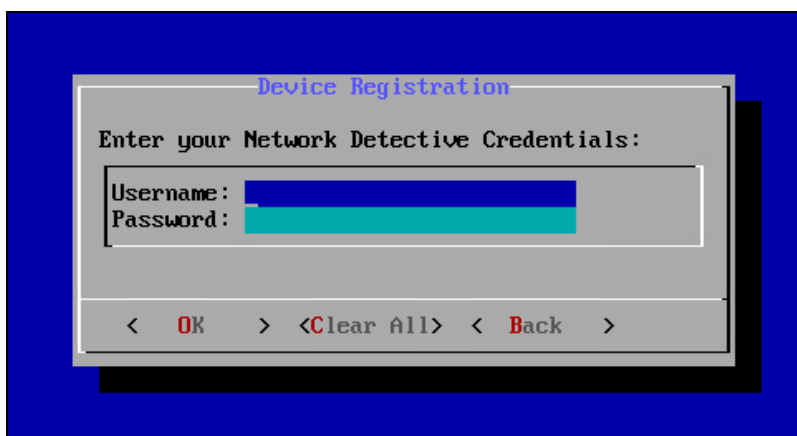 Device Registration
Enter your Network Detective Credentials:
Username:
Password:
< OK > <Clear All> < Back >